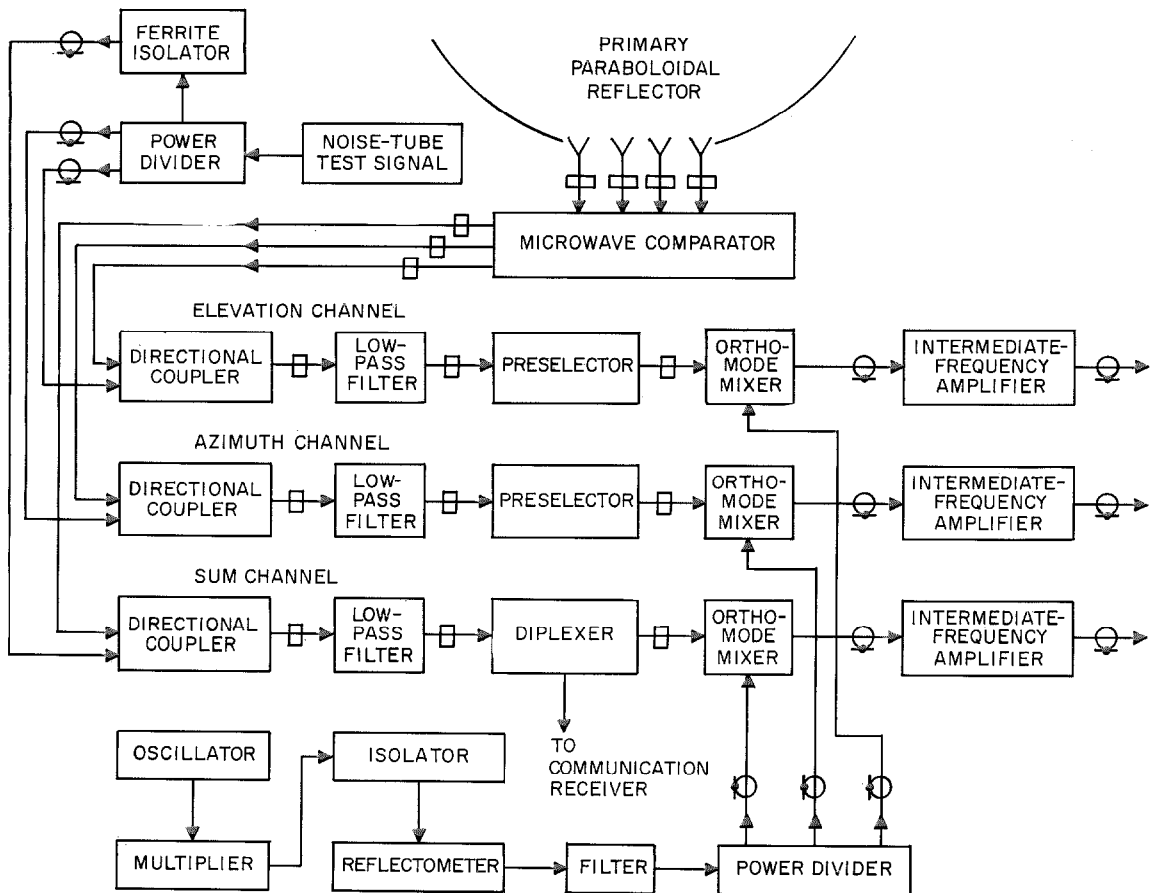 FERRITE
ISOLATOR
PRIMARY
PARABOLOIDAL
REFLECTOR
POWER
DIVIDER
NOISE-TUBE
TEST SIGNAL
MICROWAVE COMPARATOR
ELEVATION CHANNEL
DIRECTIONAL
COUPLER
LOW-
PASS
FILTER
PRESELECTOR
ORTHO-
MODE
MIXER
INTERMEDIATE-
FREQUENCY
AMPLIFIER
AZIMUTH CHANNEL
DIRECTIONAL
COUPLER
LOW-
PASS
FILTER
PRESELECTOR
ORTHO-
MODE
MIXER
INTERMEDIATE-
FREQUENCY
AMPLIFIER
SUM CHANNEL
DIRECTIONAL
COUPLER
LOW-
PASS
FILTER
DIPLEXER
ORTHO-
MODE
MIXER
INTERMEDIATE-
FREQUENCY
AMPLIFIER
OSCILLATOR
ISOLATOR
TO
COMMUNICATION
RECEIVER
MULTIPLIER
REFLECTOMETER
FILTER
POWER DIVIDER